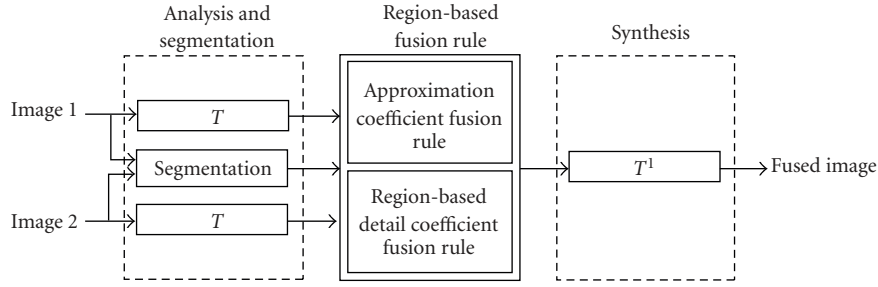 Analysis and
segmentation
Region-based
fusion rule
Synthesis
Image 1
T
Approximation
coefficient fusion
rule
Segmentation
T¹
Fused image
Image 2
T
Region-based
detail coefficient
fusion rule